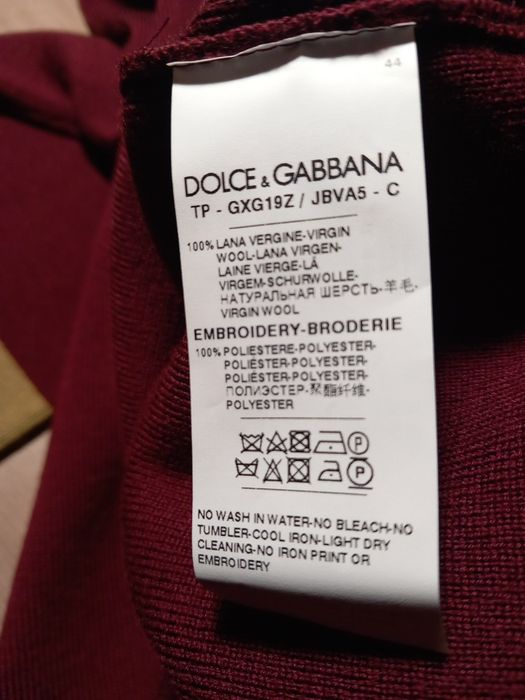 44
DOLCE & GABBANA
TP - GXG19Z / JBVA5 - C
100% LANA VERGINE-VIRGIN
WOOL-LANA VIRGEN-
LAINE VIERGE-LÃ
VIRGEM-SCHURWOLLE-
НАТУРАЛЬНАЯ ШЕРСТЬ-羊毛-
VIRGIN WOOL
EMBROIDERY-BRODERIE
100% POLIESTERE-POLYESTER-
POLIÉSTER-POLYESTER-
POLIÉSTER-POLYESTER-
ПОЛИЭСТЕР-聚酯纤维-
POLYESTER
P
P
NO WASH IN WATER-NO BLEACH-NO
TUMBLER-COOL IRON-LIGHT DRY
CLEANING-NO IRON PRINT OR
EMBROIDERY